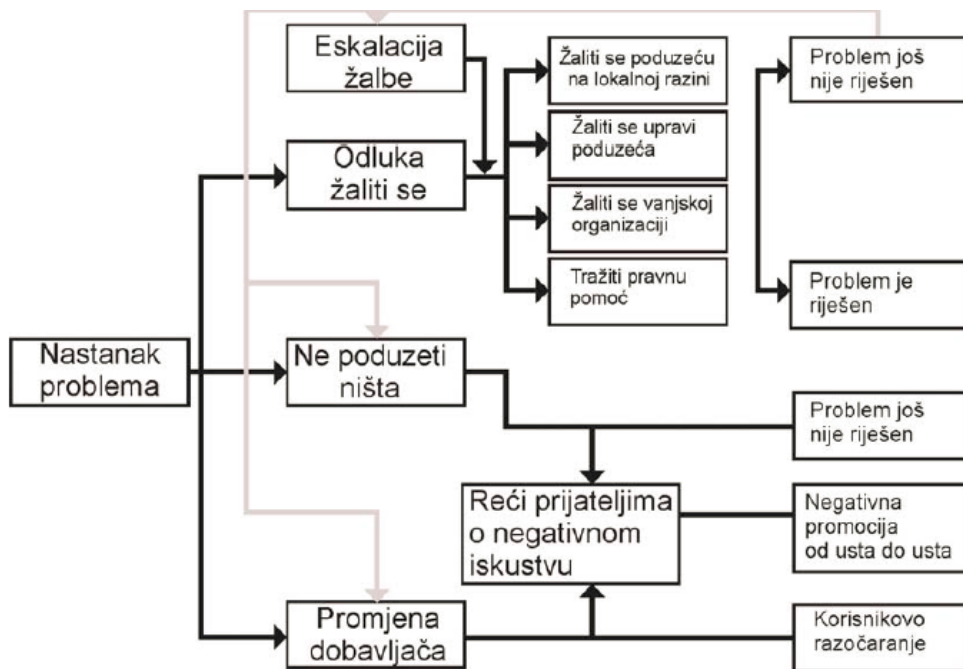 Eskalacija
žalbe
Žaliti se poduzeću
na lokalnoj razini
Problem još
nije riješen
Žaliti se upravi
poduzeća
Odluka
žaliti se
Žaliti se vanjskoj
organizaciji
Tražiti pravnu
pomoć
Problem je
riješen
Nastanak
problema
Ne poduzeti
ništa
Problem još
nije riješen
Reći prijateljima
o negativnom
iskustvu
Negativna
promocija
od usta do usta
Promjena
dobavljača
Korisnikovo
razočaranje